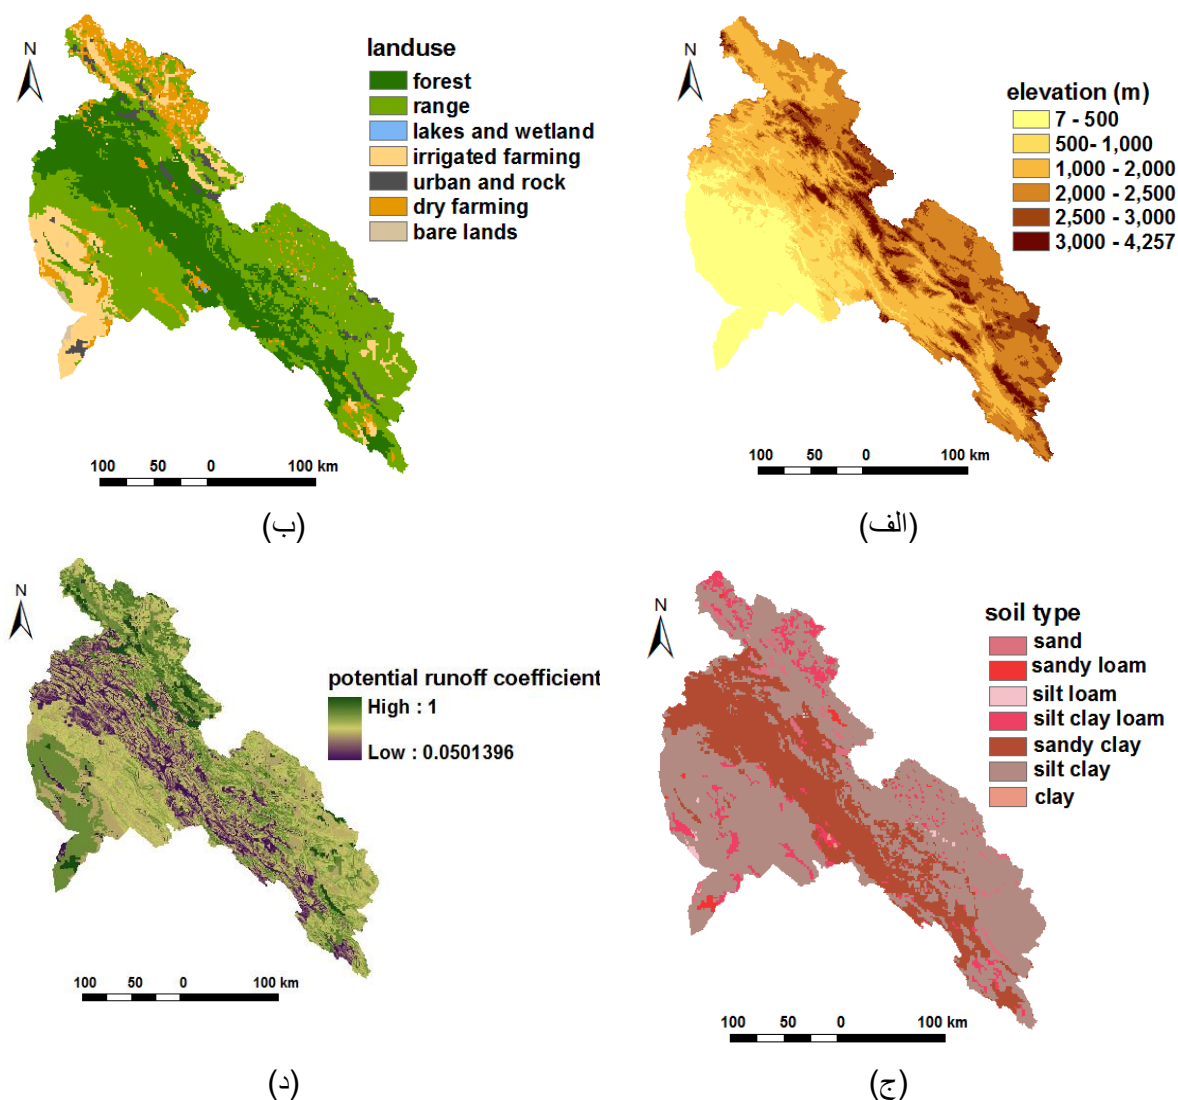 N
elevation (m)
7 - 500
500- 1,000
1,000 - 2,000
2,000 - 2,500
2,500 - 3,000
3,000 - 4,257
100 50 0 100 km
(الف)
N
landuse
forest
range
lakes and wetland
irrigated farming
urban and rock
dry farming
bare lands
100 50 0 100 km
(ب)
N
soil type
sand
sandy loam
silt loam
silt clay loam
sandy clay
silt clay
clay
100 50 0 100 km
(ج)
N
potential runoff coefficient
High : 1
Low : 0.0501396
100 50 0 100 km
(د)